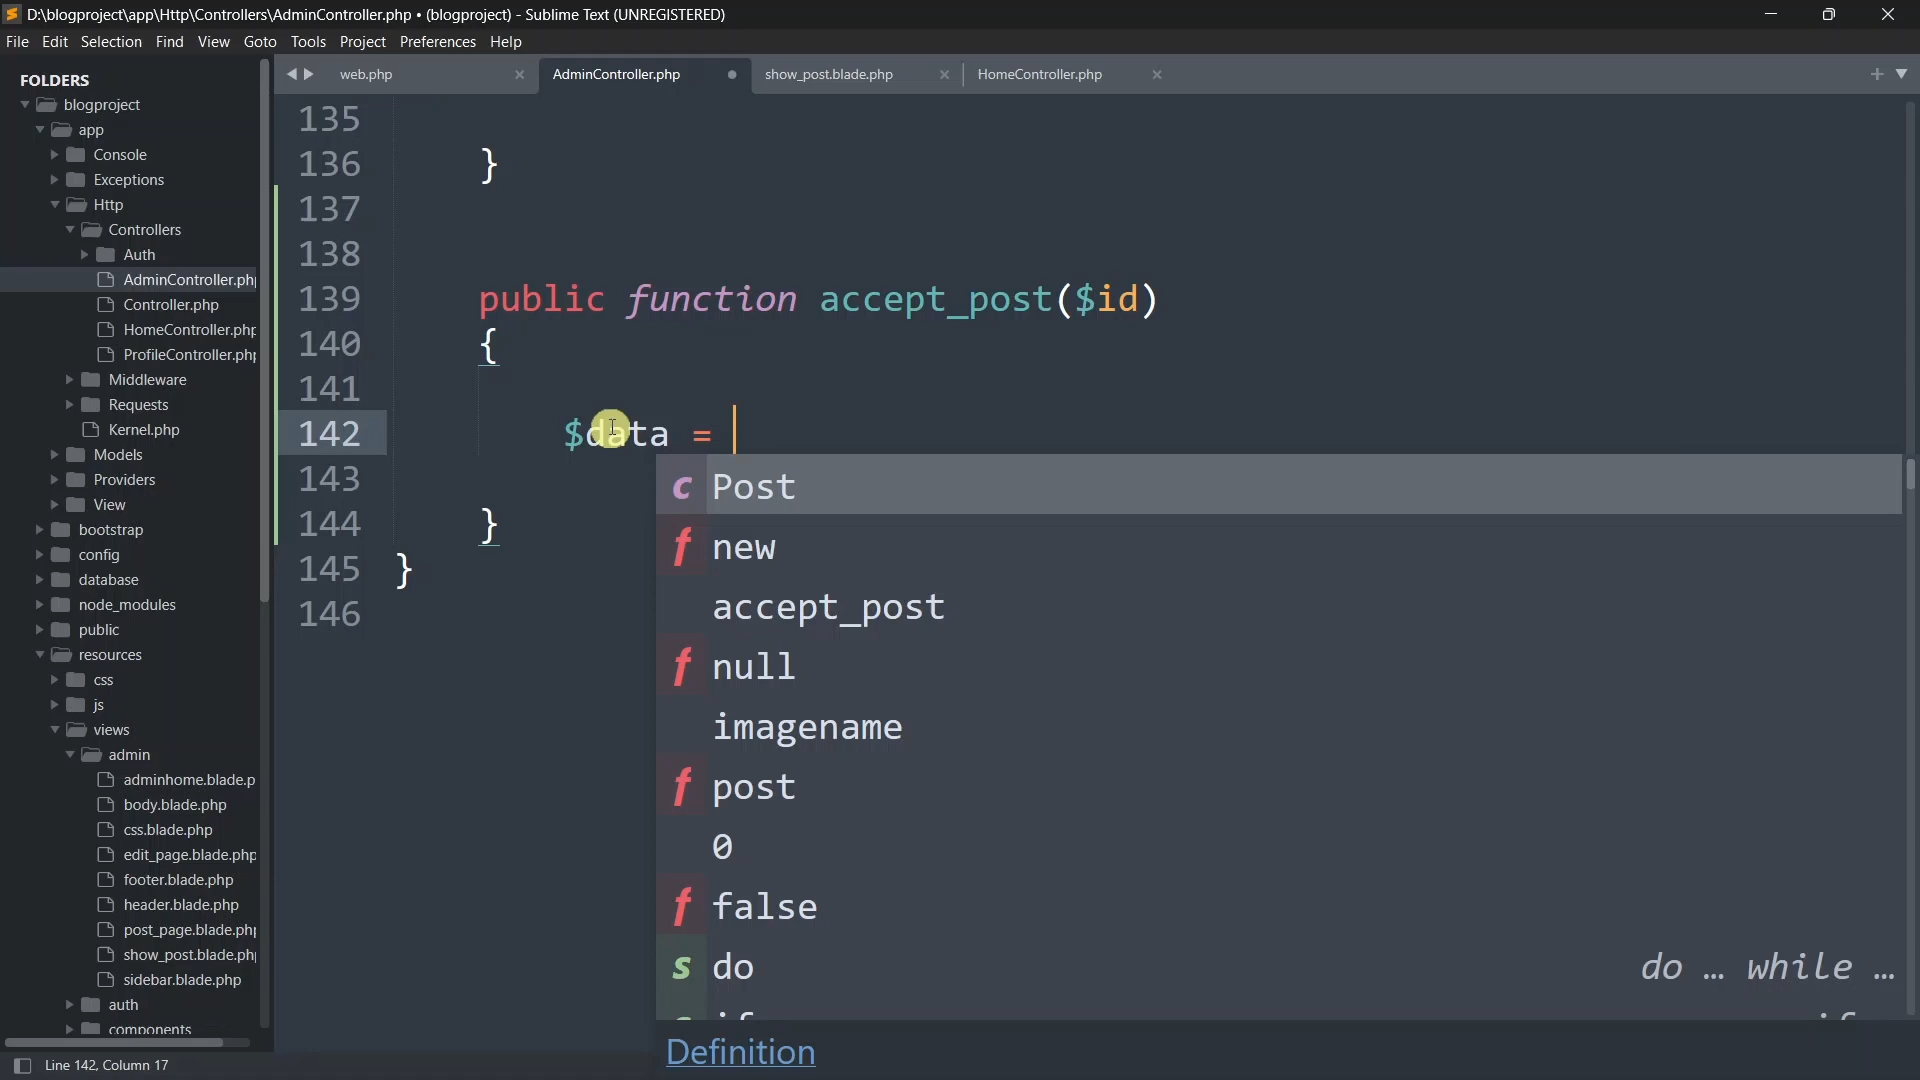 D:\blogproject\app\Http\Controllers\AdminController.php • (blogproject) - Sublime Text (UNREGISTERED)
File Edit Selection Find View Goto Tools Project Preferences Help
FOLDERS
blogproject
app
Console
Exceptions
Http
Controllers
Auth
AdminController.php
Controller.php
HomeController.php
ProfileController.php
Middleware
Requests
Kernel.php
Models
Providers
View
bootstrap
config
database
node_modules
public
resources
css
js
views
admin
adminhome.blade.p
body.blade.php
css.blade.php
edit_page.blade.php
footer.blade.php
header.blade.php
post_page.blade.php
show_post.blade.php
sidebar.blade.php
auth
components
web.php AdminController.php show_post.blade.php HomeController.php
135
136 }
137
138
139 public function accept_post($id)
140 {
141
142 $data =
143
144 }
145 }
146
c Post
f new
accept_post
f null
imagename
f post
0
f false
s do do … while …
if
Definition
Line 142, Column 17